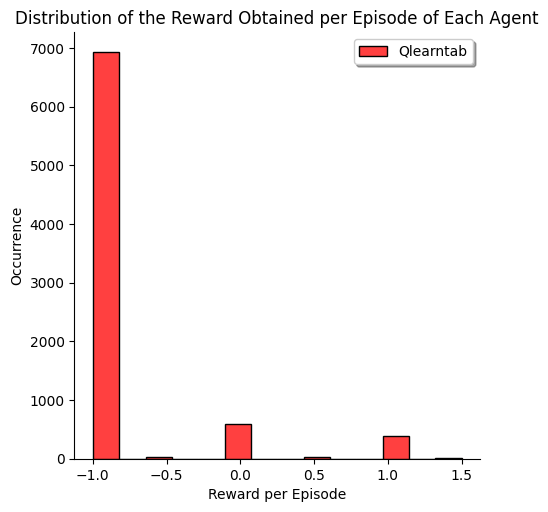 Distribution of the Reward Obtained per Episode of Each Agent
Qlearntab
7000
6000
5000
4000
3000
2000
1000
0
Occurrence
−1.0 −0.5 0.0 0.5 1.0 1.5
Reward per Episode